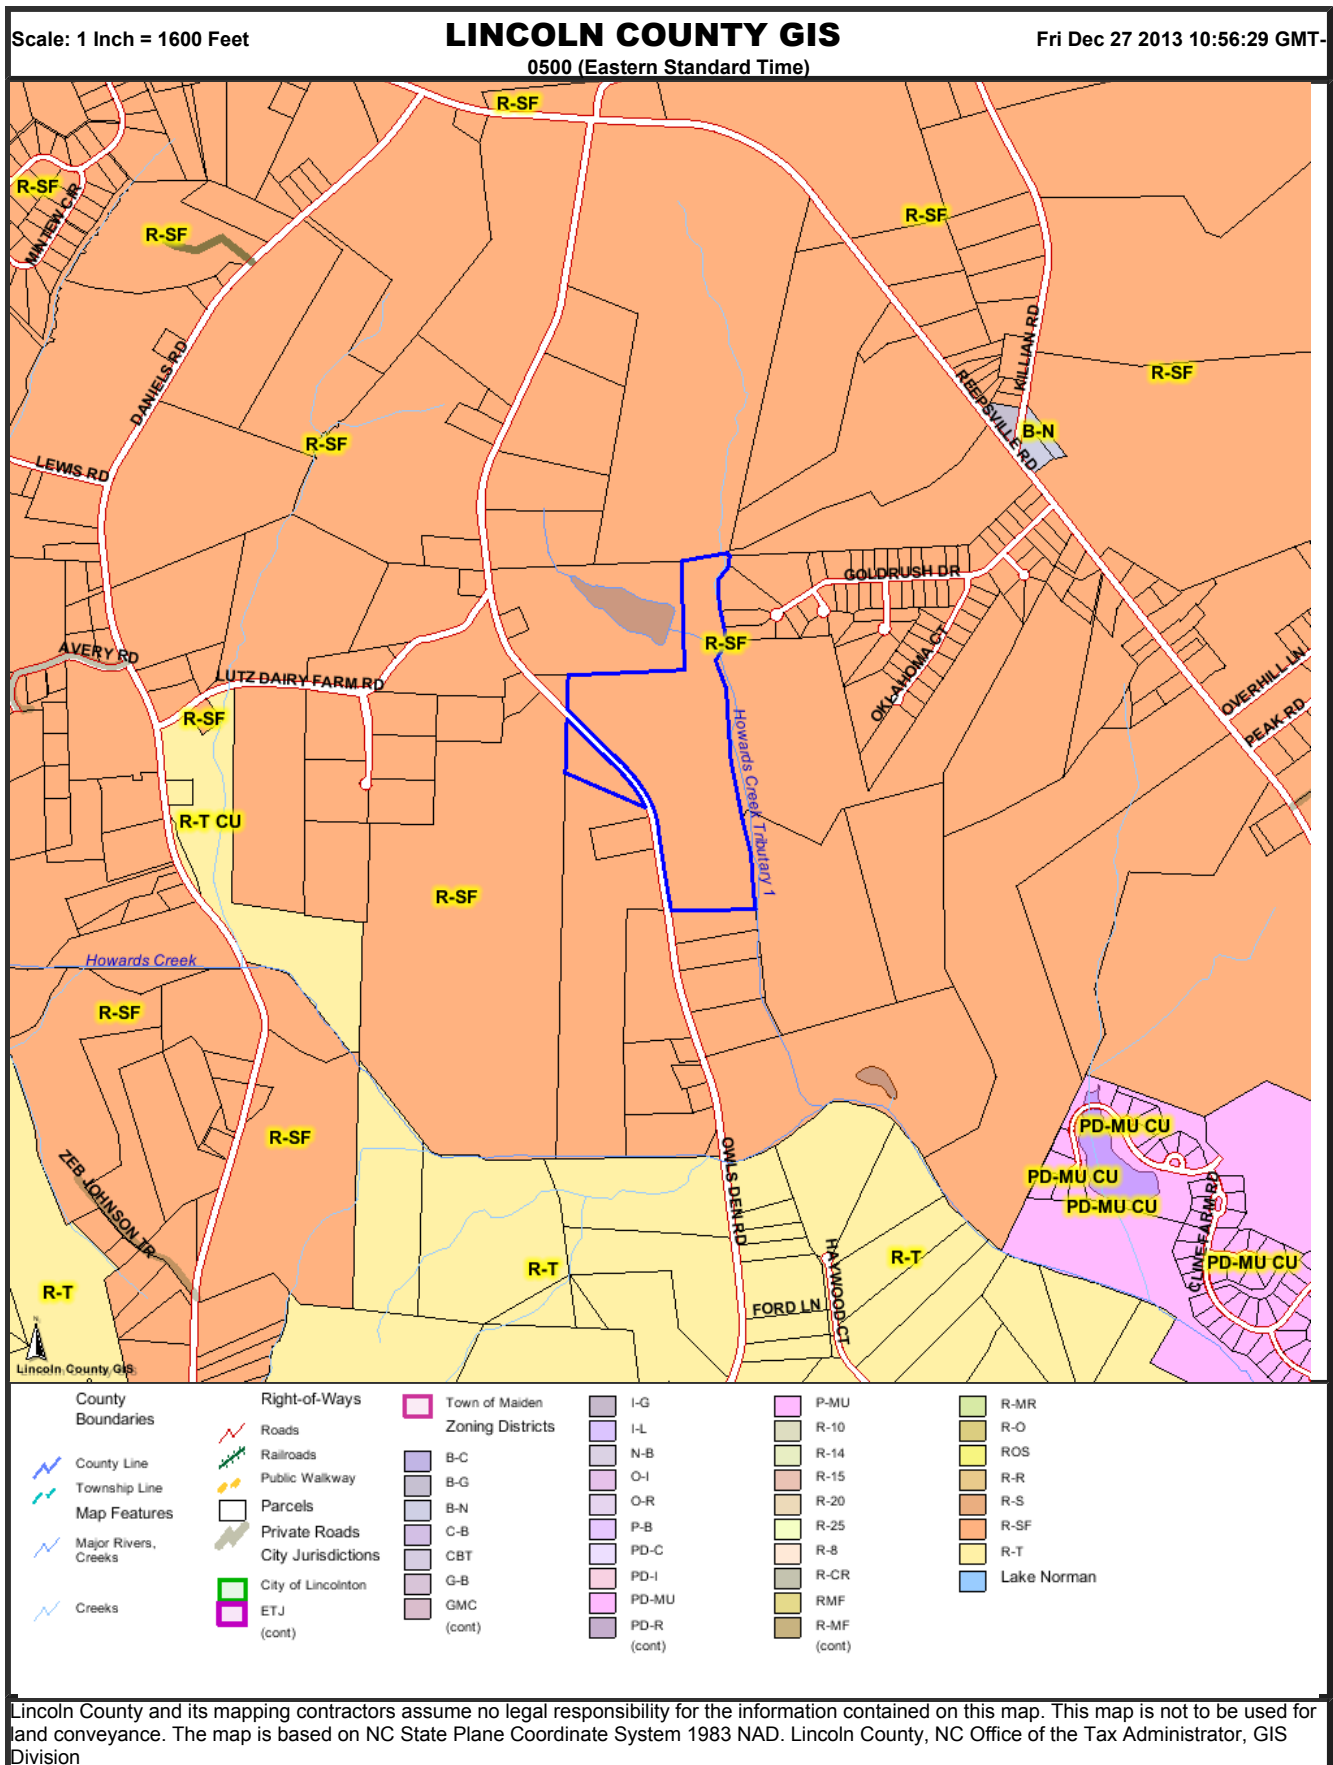 Scale: 1 Inch = 1600 Feet
LINCOLN COUNTY GIS
Fri Dec 27 2013 10:56:29 GMT-
0500 (Eastern Standard Time)
R-SF
R-SF
MINTEW CIR
R-SF
R-SF
KILLIAN RD
DANIELS RD
R-SF
REEPSVILLE RD
B-N
R-SF
LEWIS RD
GOLDRUSH DR
AVERY RD
R-SF
OKLAHOMA CT
OVERHILL LN
LUTZ DAIRY FARM RD
R-SF
PEAK RD
Howards Creek Tributary 1
R-T CU
R-SF
Howards Creek
R-SF
R-SF
PD-MU CU
PD-MU CU
PD-MU CU
ZEB JOHNSON TR
OWLS DEN RD
CLINE FARM RD
HAYWOOD CT
R-T
R-T
PD-MU CU
R-T
FORD LN
Lincoln County GIS
County
Boundaries
County Line
Township Line
Map Features
Major Rivers,
Creeks
Creeks
Right-of-Ways
Roads
Railroads
Public Walkway
Parcels
Private Roads
City Jurisdictions
City of Lincolnton
ETJ
(cont)
Town of Maiden
Zoning Districts
B-C
B-G
B-N
C-B
CBT
G-B
GMC
(cont)
I-G
I-L
N-B
O-I
O-R
P-B
PD-C
PD-I
PD-MU
PD-R
(cont)
P-MU
R-10
R-14
R-15
R-20
R-25
R-8
R-CR
RMF
R-MF
(cont)
R-MR
R-O
ROS
R-R
R-S
R-SF
R-T
Lake Norman
Lincoln County and its mapping contractors assume no legal responsibility for the information contained on this map. This map is not to be used for
land conveyance. The map is based on NC State Plane Coordinate System 1983 NAD. Lincoln County, NC Office of the Tax Administrator, GIS
Division